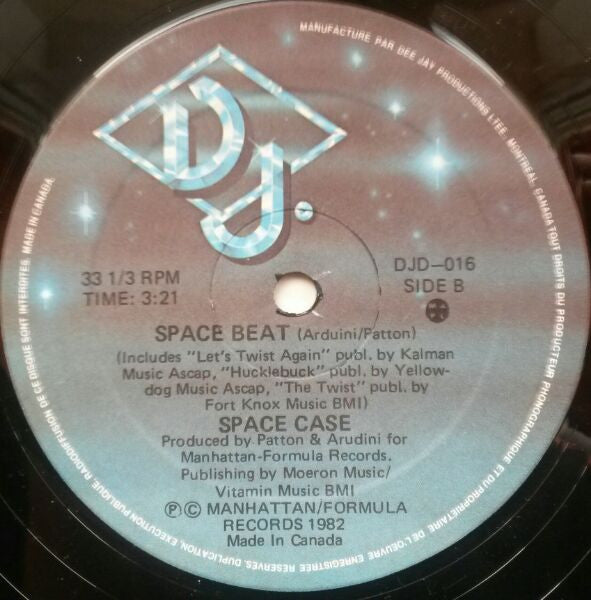 DJ.
33 1/3 RPM
TIME: 3:21
DJD—016
SIDE B
SPACE BEAT (Arduini/Patton)
(Includes "Let's Twist Again" publ. by Kalman
Music Ascap, "Hucklebuck" publ. by Yellow-
dog Music Ascap, "The Twist" publ. by
Fort Knox Music BMI)
SPACE CASE
Produced by Patton & Arudini for
Manhattan-Formula Records.
Publishing by Moeron Music/
Vitamin Music BMI
Ⓟ© MANHATTAN/FORMULA
RECORDS 1982
Made In Canada
MANUFACTURE PAR DEE JAY PRODUCTIONS LTEE, MONTREAL, CANADA TOUT DROITS DU PRODUCTEUR PHONOGRAPHIQUE ET DU PROPRIETAIRE DE L'OEUVRE ENREGISTREE RESERVES, DUPLICATION, EXECUTION PUBLIQUE RADIODIFFUSION DE CE DISQUE SONT INTERDITES. MADE IN CANADA.